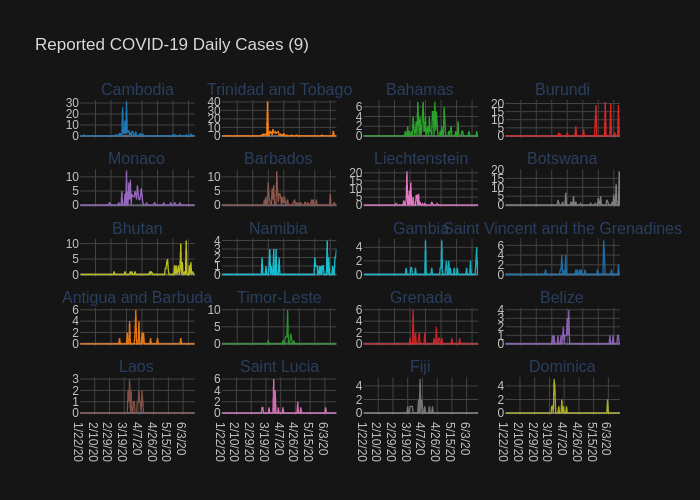 Reported COVID-19 Daily Cases (9)
Cambodia Trinidad and Tobago Bahamas Burundi
30 20 10 0
40 30 20 10 0
6 4 2 0
20 15 10 5 0
Monaco Barbados Liechtenstein Botswana
10 5 0
10 5 0
20 15 10 5 0
20 15 10 5 0
Bhutan Namibia Gambia Saint Vincent and the Grenadines
10 5 0
4 3 2 1 0
4 2 0
6 4 2 0
Antigua and Barbuda Timor-Leste Grenada Belize
6 4 2 0
10 5 0
6 4 2 0
4 3 2 1 0
Laos Saint Lucia Fiji Dominica
3 2 1 0
6 4 2 0
4 2 0
4 2 0
1/22/20 2/10/20 2/29/20 3/19/20 4/7/20 4/26/20 5/15/20 6/3/20
1/22/20 2/10/20 2/29/20 3/19/20 4/7/20 4/26/20 5/15/20 6/3/20
1/22/20 2/10/20 2/29/20 3/19/20 4/7/20 4/26/20 5/15/20 6/3/20
1/22/20 2/10/20 2/29/20 3/19/20 4/7/20 4/26/20 5/15/20 6/3/20